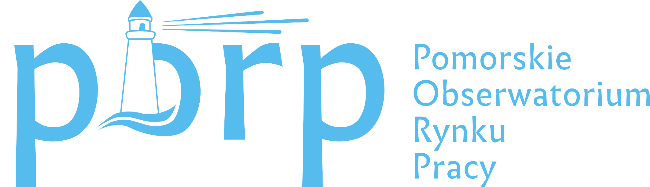 porp
Pomorskie
Obserwatorium
Rynku
Pracy